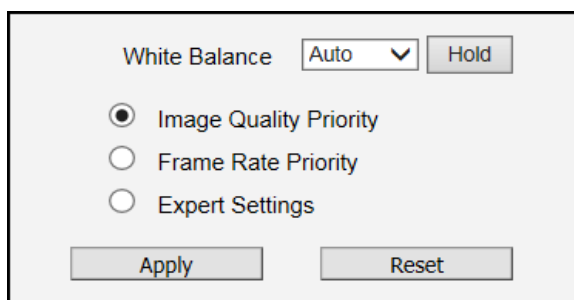 White Balance Auto Hold
Image Quality Priority
Frame Rate Priority
Expert Settings
Apply Reset